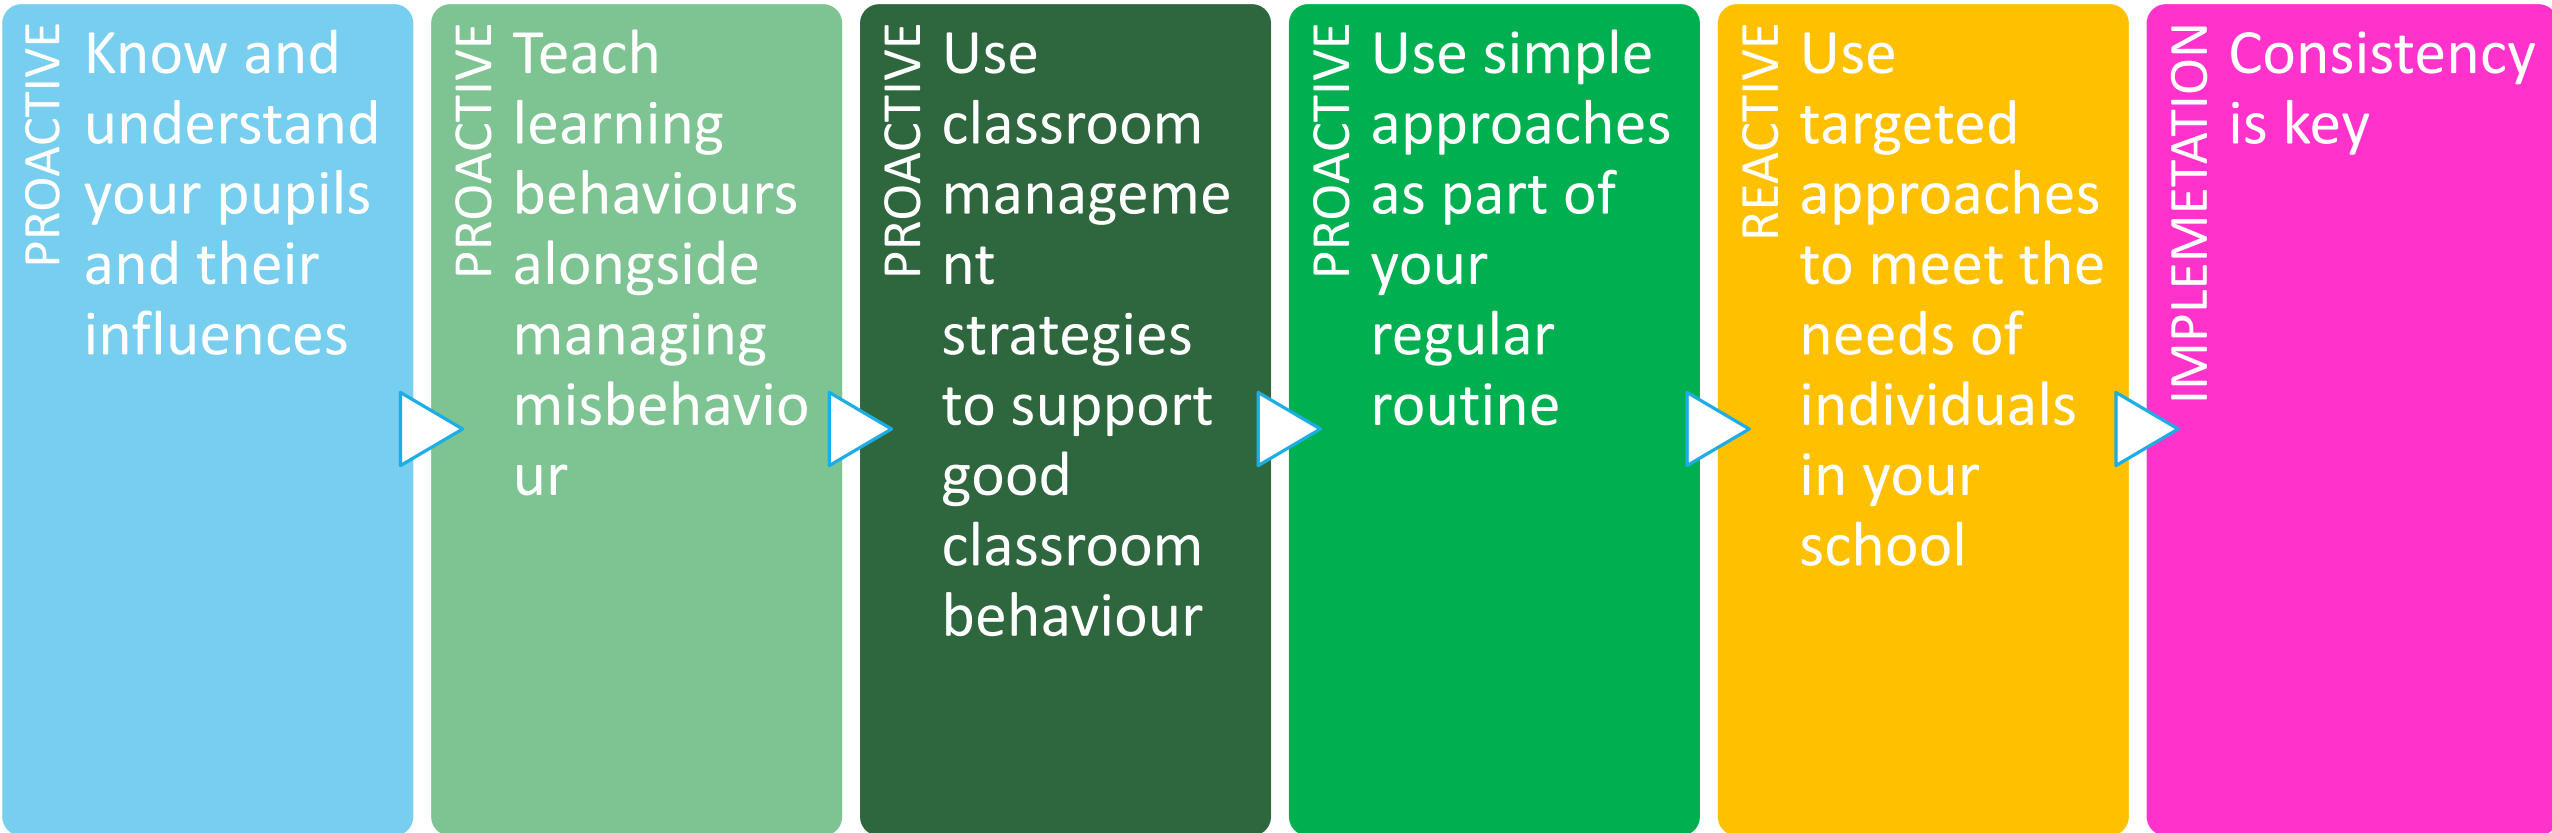 PROACTIVE
Know and
understand
your pupils
and their
influences
PROACTIVE
Teach
learning
behaviours
alongside
managing
misbehavio
ur
PROACTIVE
Use
classroom
manageme
nt
strategies
to support
good
classroom
behaviour
PROACTIVE
Use simple
approaches
as part of
your
regular
routine
REACTIVE
Use
targeted
approaches
to meet the
needs of
individuals
in your
school
IMPLEMETATION
Consistency
is key